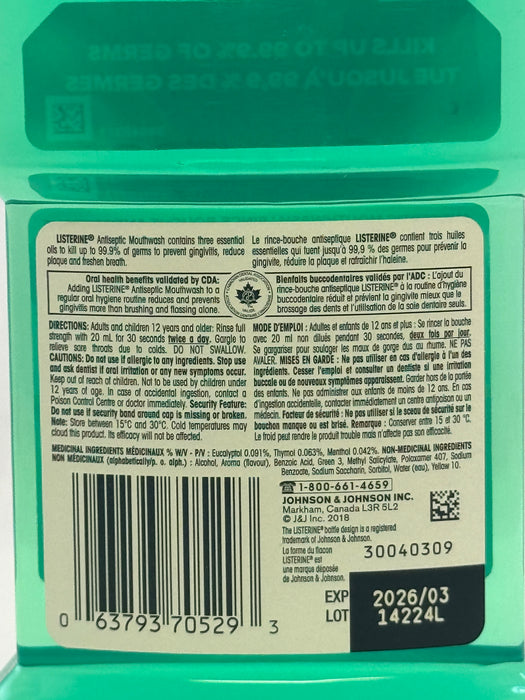 KILLS UP TO 99.9% OF GERMS
TUE JUSQU'À 99,9 % DES GERMES
LISTERINE® Antiseptic Mouthwash contains three essential
oils to kill up to 99.9% of germs to prevent gingivitis, reduce
plaque and freshen breath.
Le rince-bouche antiseptique LISTERINE® contient trois huiles
essentielles qui tuent jusqu'à 99,9 % des germes pour prévenir la
gingivite, réduire la plaque et rafraîchir l'haleine.
Oral health benefits validated by CDA:
Adding LISTERINE® Antiseptic Mouthwash to a
regular oral hygiene routine reduces and prevents
gingivitis more than brushing and flossing alone.
Bienfaits buccodentaires validés par l'ADC : L'ajout du
rince-bouche antiseptique LISTERINE® à la routine d'hygiène
buccodentaire réduit et prévient la gingivite mieux que le
brossage des dents et l'utilisation de la soie dentaire seuls.
DIRECTIONS: Adults and children 12 years and older: Rinse full
strength with 20 mL for 30 seconds twice a day. Gargle to
relieve sore throats due to colds. DO NOT SWALLOW.
CAUTIONS: Do not use if allergic to any ingredients. Stop use
and ask dentist if oral irritation or any new symptoms occur.
Keep out of reach of children. Not to be used by children under
12 years of age. In case of accidental ingestion, contact a
Poison Control Centre or doctor immediately. Security Feature:
Do not use if security band around cap is missing or broken.
Note: Store between 15°C and 30°C. Cold temperatures may
cloud this product. Its efficacy will not be affected.
MODE D'EMPLOI : Adultes et enfants de 12 ans et plus : Se rincer la bouche
avec 20 ml non dilués pendant 30 secondes, deux fois par jour.
Se gargariser pour soulager les maux de gorge dus au rhume. NE PAS
AVALER. MISES EN GARDE : Ne pas utiliser en cas d'allergie à l'un des
ingrédients. Cesser l'emploi et consulter un dentiste si une irritation
buccale ou de nouveaux symptômes apparaissent. Garder hors de la portée
des enfants. Ne pas administrer aux enfants de moins de 12 ans. En cas
d'ingestion accidentelle, contacter immédiatement un centre antipoison ou un
médecin. Facteur de sécurité : Ne pas utiliser si le sceau de sécurité sur le
bouchon manque ou est brisé. Remarque : Conserver entre 15 et 30 °C.
Le froid peut rendre le produit trouble mais n'affecte pas son efficacité.
MEDICINAL INGREDIENTS /INGRÉDIENTS MÉDICINAUX % W/V - P/V : Eucalyptol 0.091%, Thymol 0.063%, Menthol 0.042%. NON-MEDICINAL INGREDIENTS
NON MÉDICINAUX (alphabetically/p. o. alph.) : Alcohol, Aroma (flavour), Benzoic Acid, Green 3, Methyl Salicylate, Poloxamer 407, Sodium
Benzoate, Sodium Saccharin, Sorbitol, Water (eau), Yellow 10.
1-800-661-4659
JOHNSON & JOHNSON INC.
Markham, Canada L3R 5L2
© J&J Inc. 2018
The LISTERINE® bottle design is a registered
trademark of Johnson & Johnson.
La forme du flacon
LISTERINE® est
une marque déposée
de Johnson & Johnson.
30040309
0 63793 70529 3
EXP 2026/03
LOT 14224L